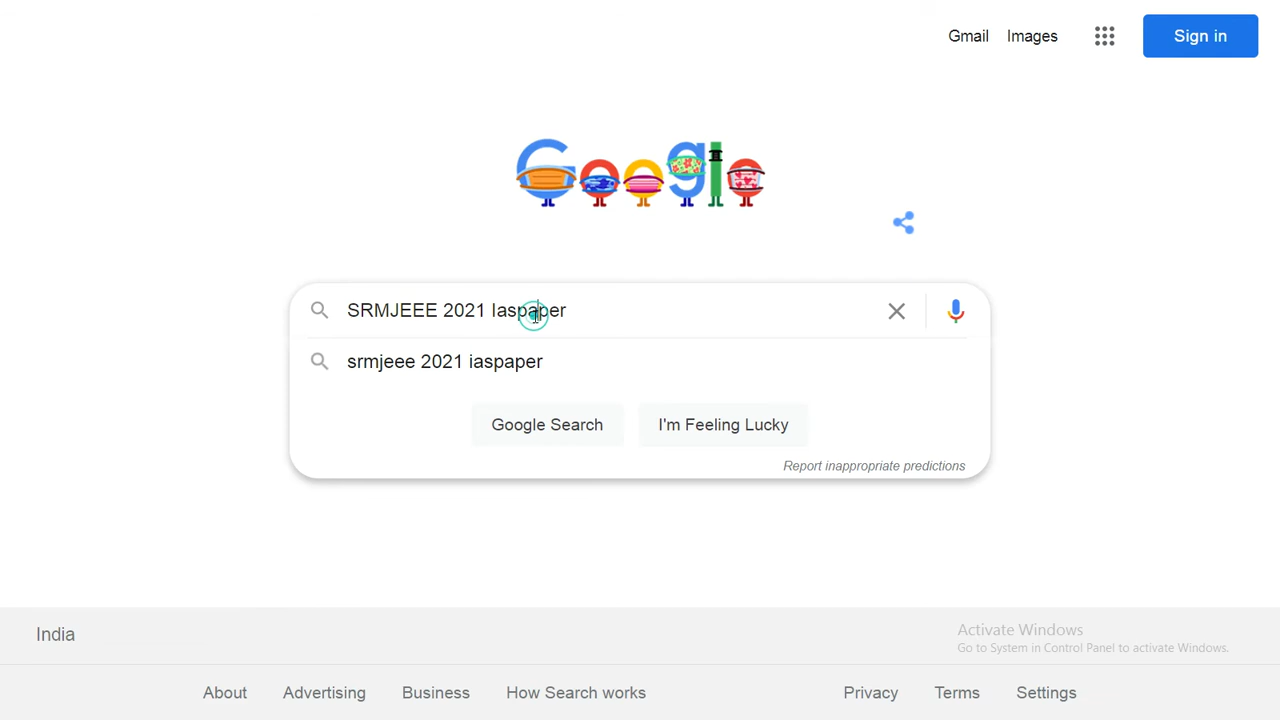 Gmail Images Sign in
Google
SRMJEEE 2021 Iaspaper
srmjeee 2021 iaspaper
Google Search I'm Feeling Lucky
Report inappropriate predictions
India
Activate Windows
Go to System in Control Panel to activate Windows.
About Advertising Business How Search works Privacy Terms Settings